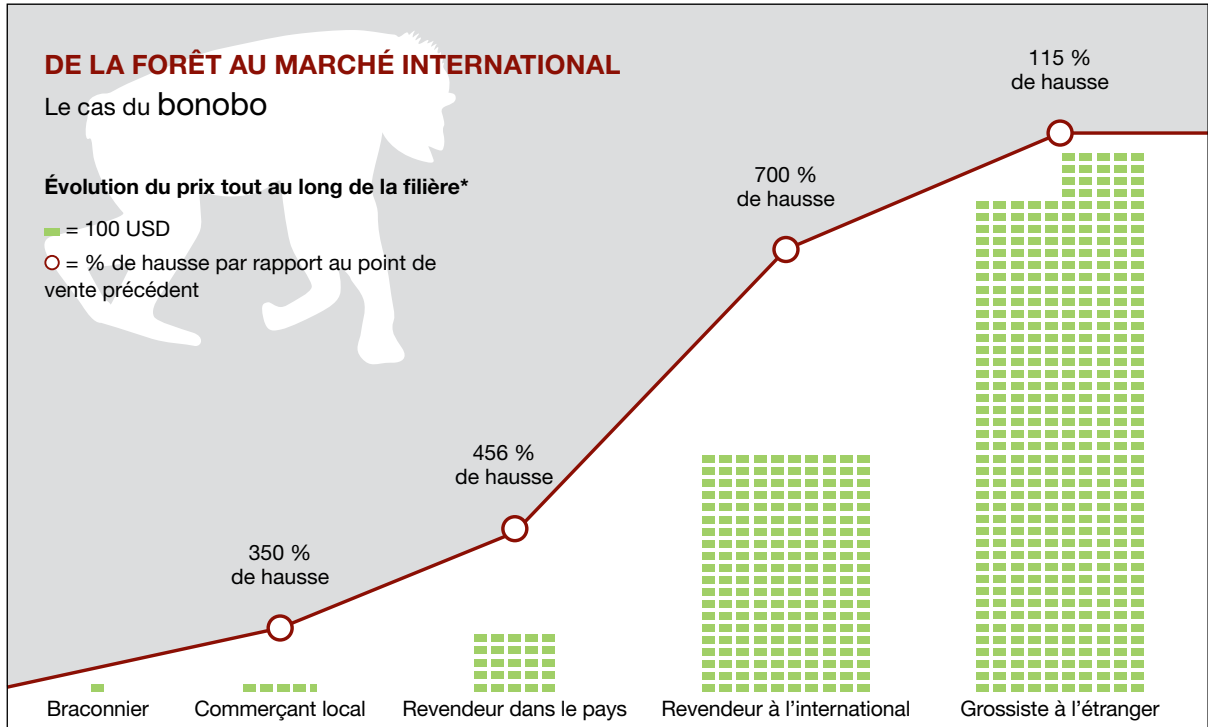 DE LA FORÊT AU MARCHÉ INTERNATIONAL
Le cas du bonobo
Évolution du prix tout au long de la filière*
= 100 USD
= % de hausse par rapport au point de
vente précédent
350 %
de hausse
456 %
de hausse
700 %
de hausse
115 %
de hausse
Braconnier
Commerçant local
Revendeur dans le pays
Revendeur à l’international
Grossiste à l’étranger